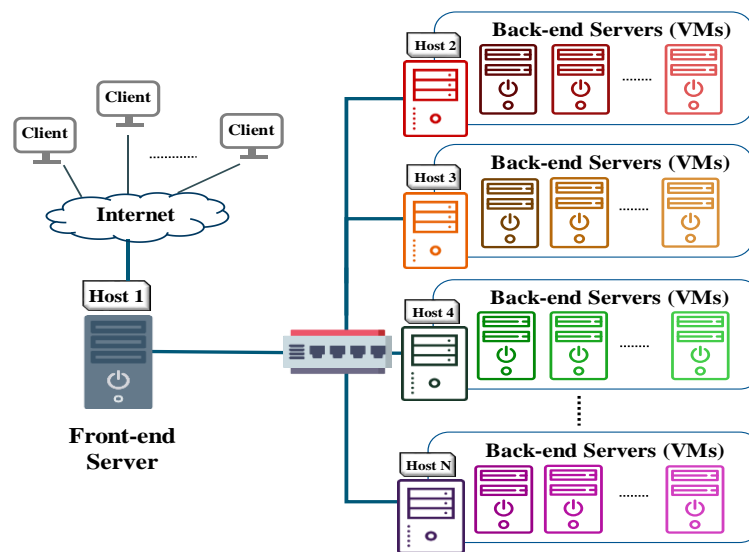 Client
Client
Client
Internet
Host 1
Front-end
Server
Host 2
Back-end Servers (VMs)
Host 3
Back-end Servers (VMs)
Host 4
Back-end Servers (VMs)
Host N
Back-end Servers (VMs)